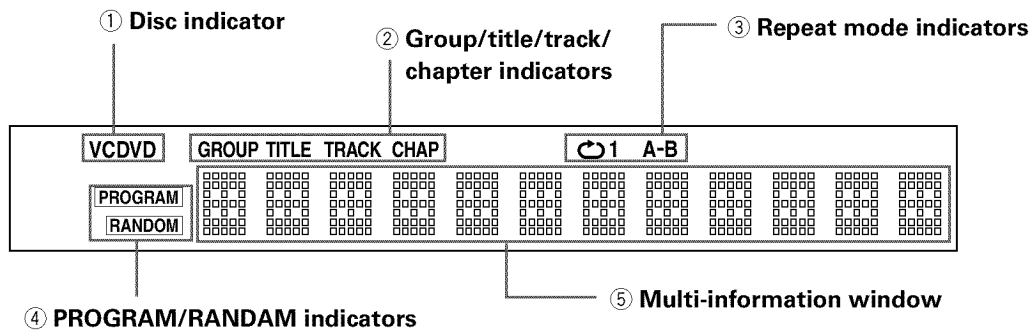 ① Disc indicator
② Group/title/track/
chapter indicators
③ Repeat mode indicators
VCDVD
GROUP TITLE TRACK CHAP
1 A-B
PROGRAM
RANDOM
④ PROGRAM/RANDAM indicators
⑤ Multi-information window